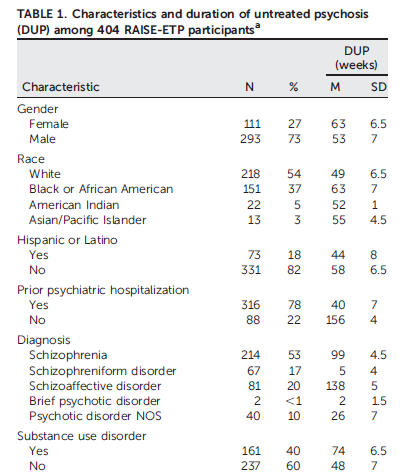 TABLE 1. Characteristics and duration of untreated psychosis
(DUP) among 404 RAISE-ETP participantsa
DUP
(weeks)
Characteristic N % M SD
Gender
Female 111 27 63 6.5
Male 293 73 53 7
Race
White 218 54 49 6.5
Black or African American 151 37 63 7
American Indian 22 5 52 1
Asian/Pacific Islander 13 3 55 4.5
Hispanic or Latino
Yes 73 18 44 8
No 331 82 58 6.5
Prior psychiatric hospitalization
Yes 316 78 40 7
No 88 22 156 4
Diagnosis
Schizophrenia 214 53 99 4.5
Schizophreniform disorder 67 17 5 4
Schizoaffective disorder 81 20 138 5
Brief psychotic disorder 2 <1 2 1.5
Psychotic disorder NOS 40 10 26 7
Substance use disorder
Yes 161 40 74 6.5
No 237 60 48 7